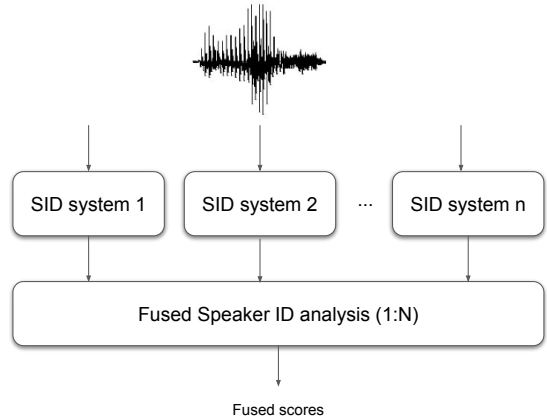 SID system 1
SID system 2
...
SID system n
Fused Speaker ID analysis (1:N)
Fused scores